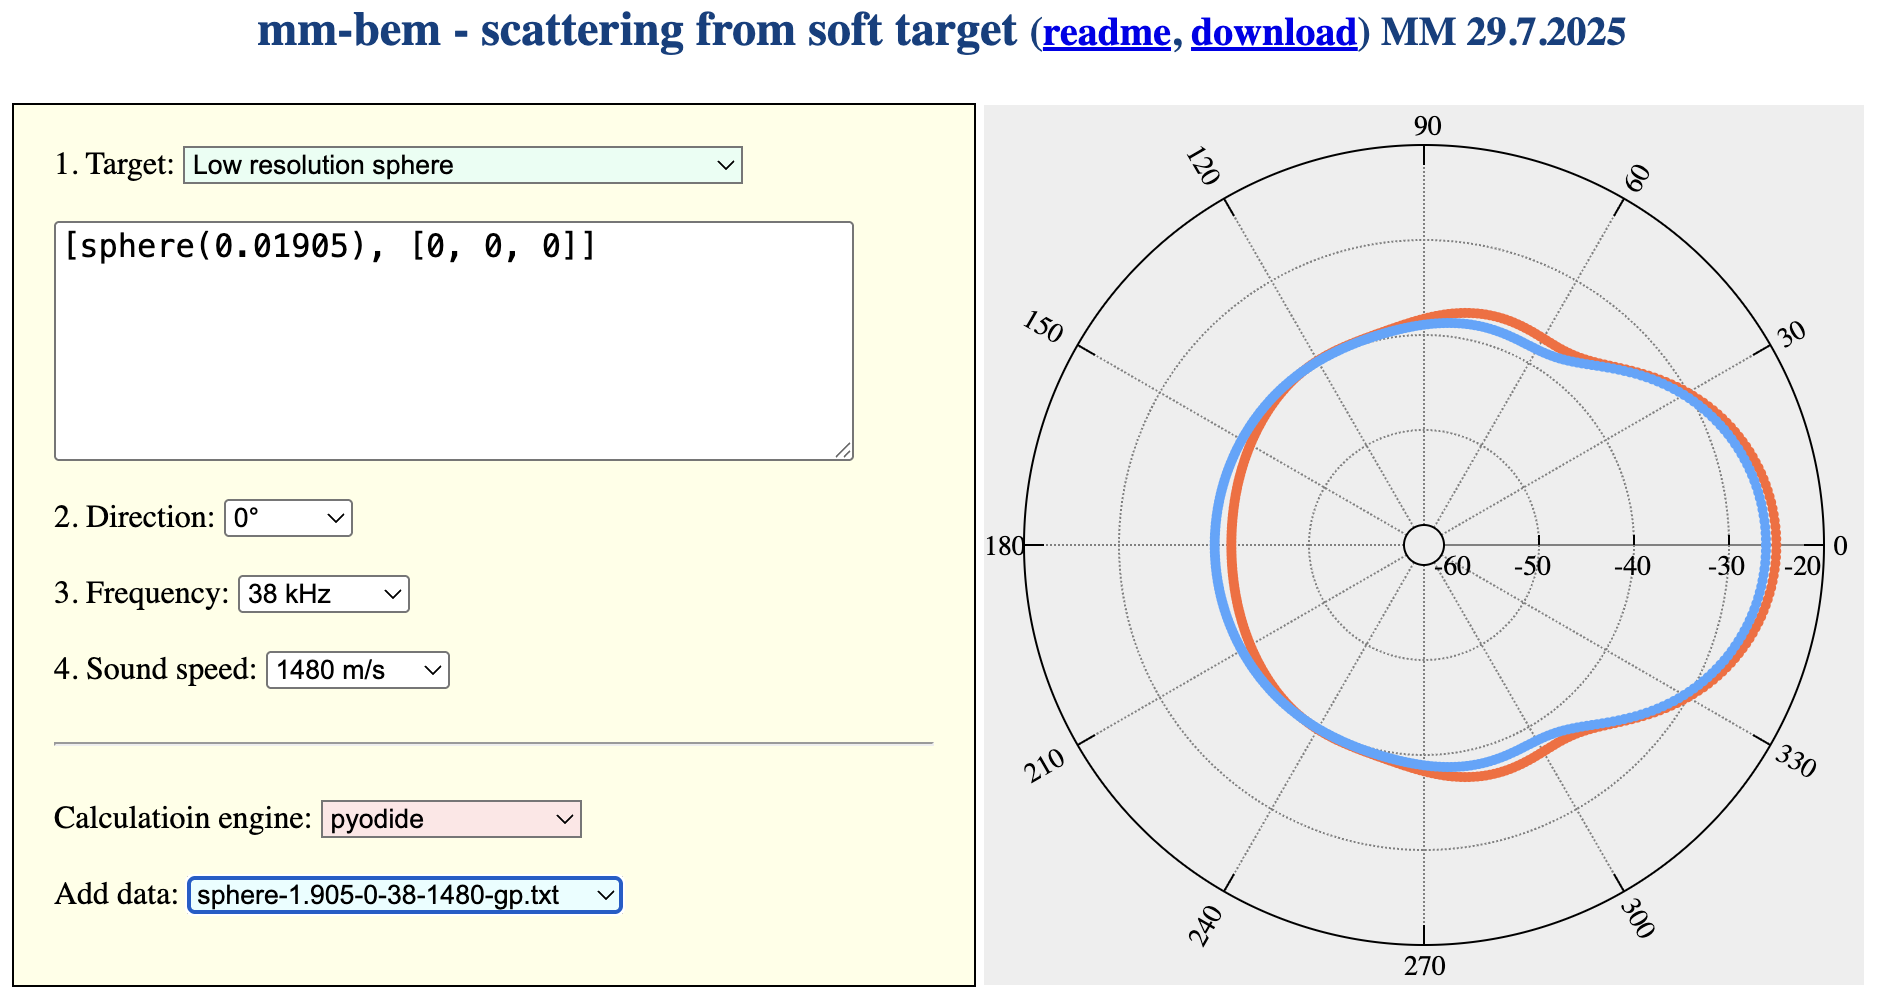 mm-bem - scattering from soft target (readme, download) MM 29.7.2025
1. Target: Low resolution sphere
[sphere(0.01905), [0, 0, 0]]
2. Direction: 0°
3. Frequency: 38 kHz
4. Sound speed: 1480 m/s
Calculatioin engine: pyodide
Add data: sphere-1.905-0-38-1480-gp.txt
90
120
60
150
30
180
0
-60
-50
-40
-30
-20
210
330
240
300
270